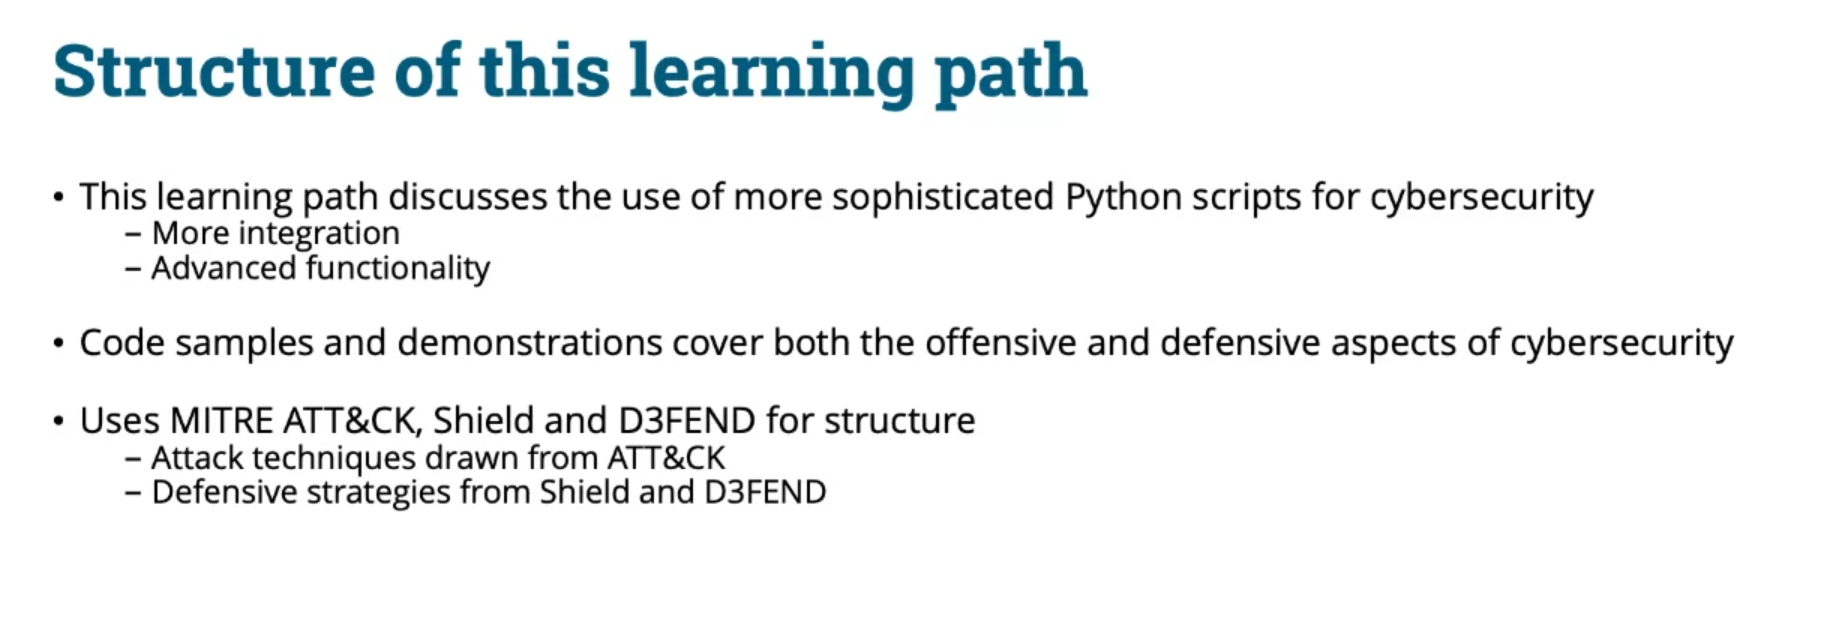 Structure of this learning path
• This learning path discusses the use of more sophisticated Python scripts for cybersecurity
– More integration
– Advanced functionality
• Code samples and demonstrations cover both the offensive and defensive aspects of cybersecurity
• Uses MITRE ATT&CK, Shield and D3FEND for structure
– Attack techniques drawn from ATT&CK
– Defensive strategies from Shield and D3FEND